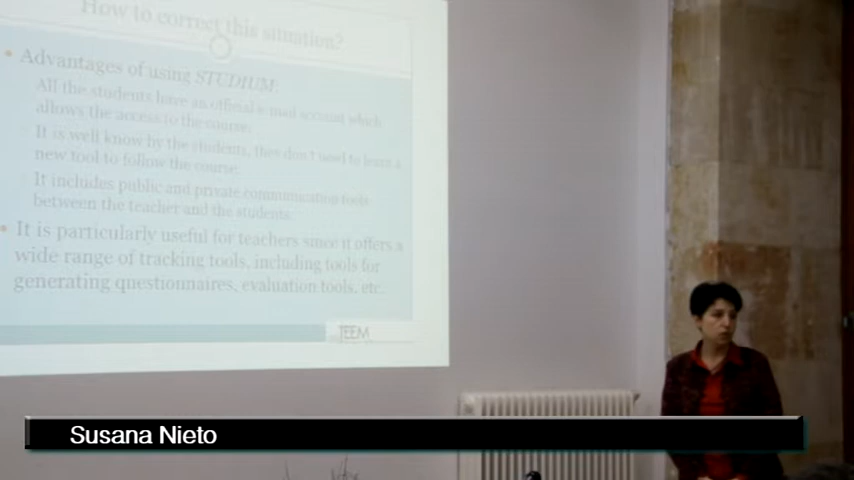 How to correct this situation?
• Advantages of using STUDIUM:
All the students have an official e-mail account which
allows the access to the course.
It is well know by the students, they don't need to learn a
new tool to follow the course.
It includes public and private communication tools
between the teacher and the students.
• It is particularly useful for teachers since it offers a
wide range of tracking tools, including tools for
generating questionnaires, evaluation tools, etc.
TEEM
Susana Nieto